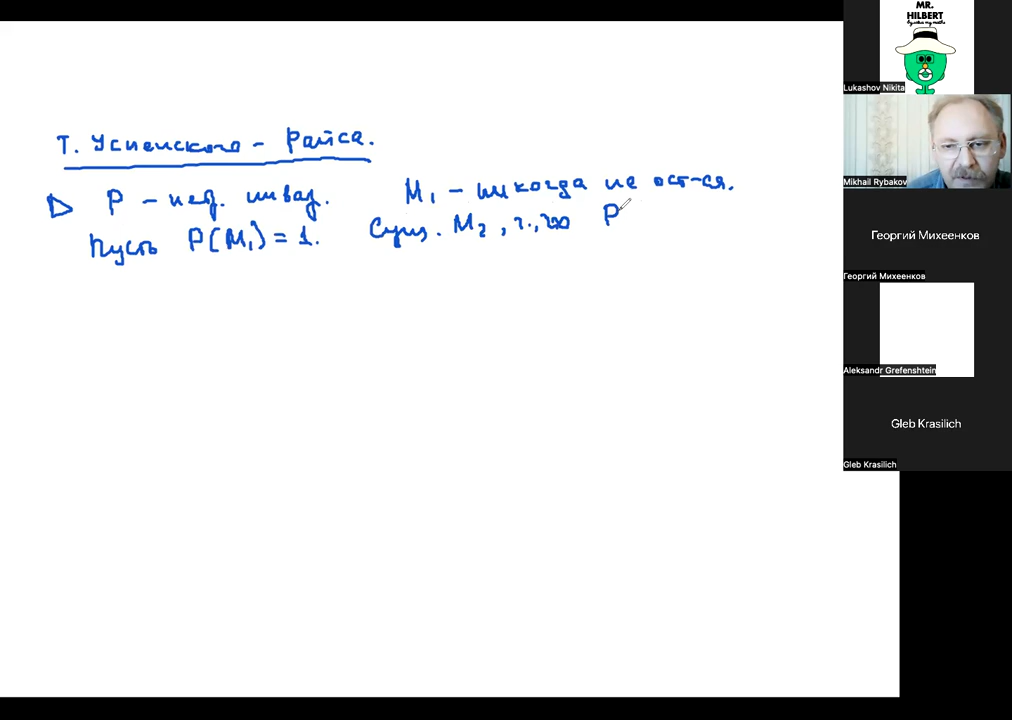 Т. Успенского - Райса.
▷ P - нед. инвар. M₁ - никогда не ост-ся.
Пусть P(M₁) = 1. Сущ. M₂, т., что P
MR.
HILBERT
Lukashov Nikita
Mikhail Rybakov
Георгий Михеенков
Георгий Михеенков
Aleksandr Grefenshtein
Gleb Krasilich
Gleb Krasilich